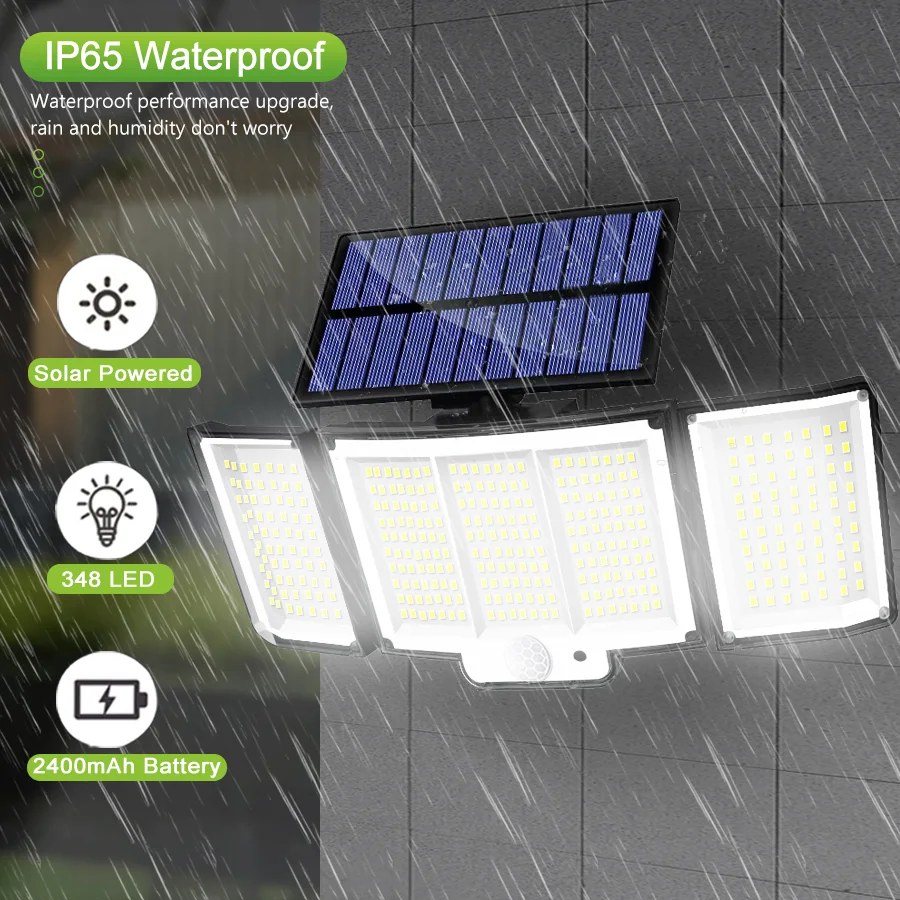 IP65 Waterproof
Waterproof performance upgrade,
rain and humidity don't worry
Solar Powered
348 LED
2400mAh Battery